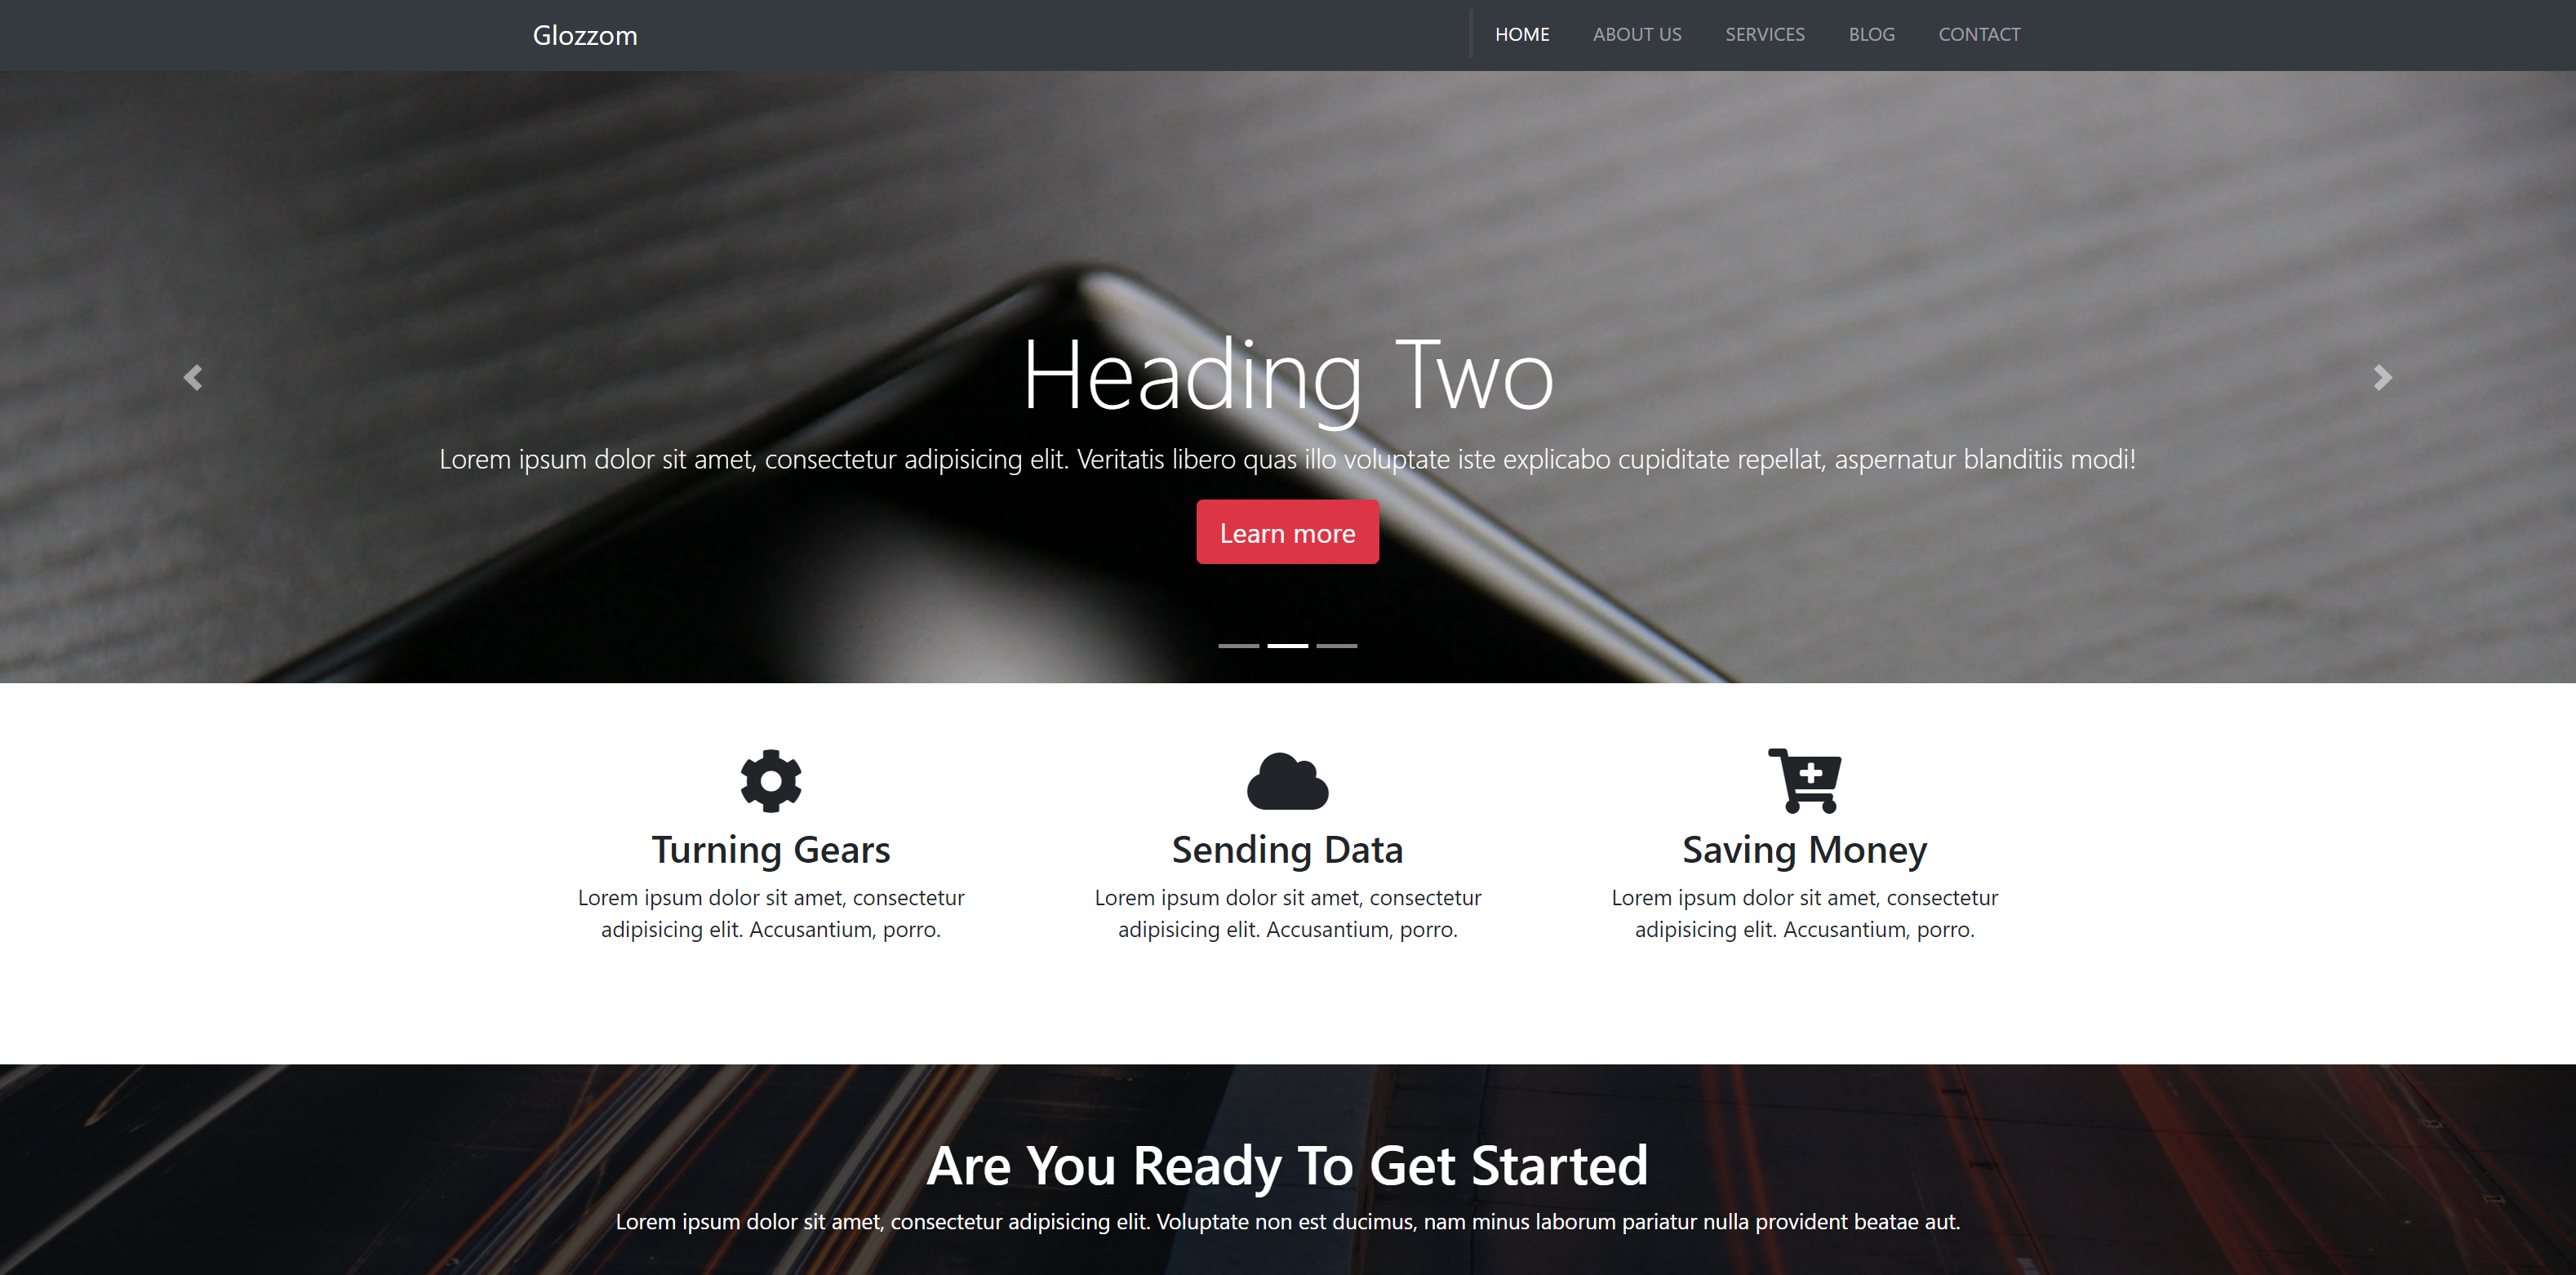 Glozzom
HOME ABOUT US SERVICES BLOG CONTACT
Heading Two
Lorem ipsum dolor sit amet, consectetur adipisicing elit. Veritatis libero quas illo voluptate iste explicabo cupiditate repellat, aspernatur blanditiis modi!
Learn more
Turning Gears
Lorem ipsum dolor sit amet, consectetur
adipisicing elit. Accusantium, porro.
Sending Data
Lorem ipsum dolor sit amet, consectetur
adipisicing elit. Accusantium, porro.
Saving Money
Lorem ipsum dolor sit amet, consectetur
adipisicing elit. Accusantium, porro.
Are You Ready To Get Started
Lorem ipsum dolor sit amet, consectetur adipisicing elit. Voluptate non est ducimus, nam minus laborum pariatur nulla provident beatae aut.